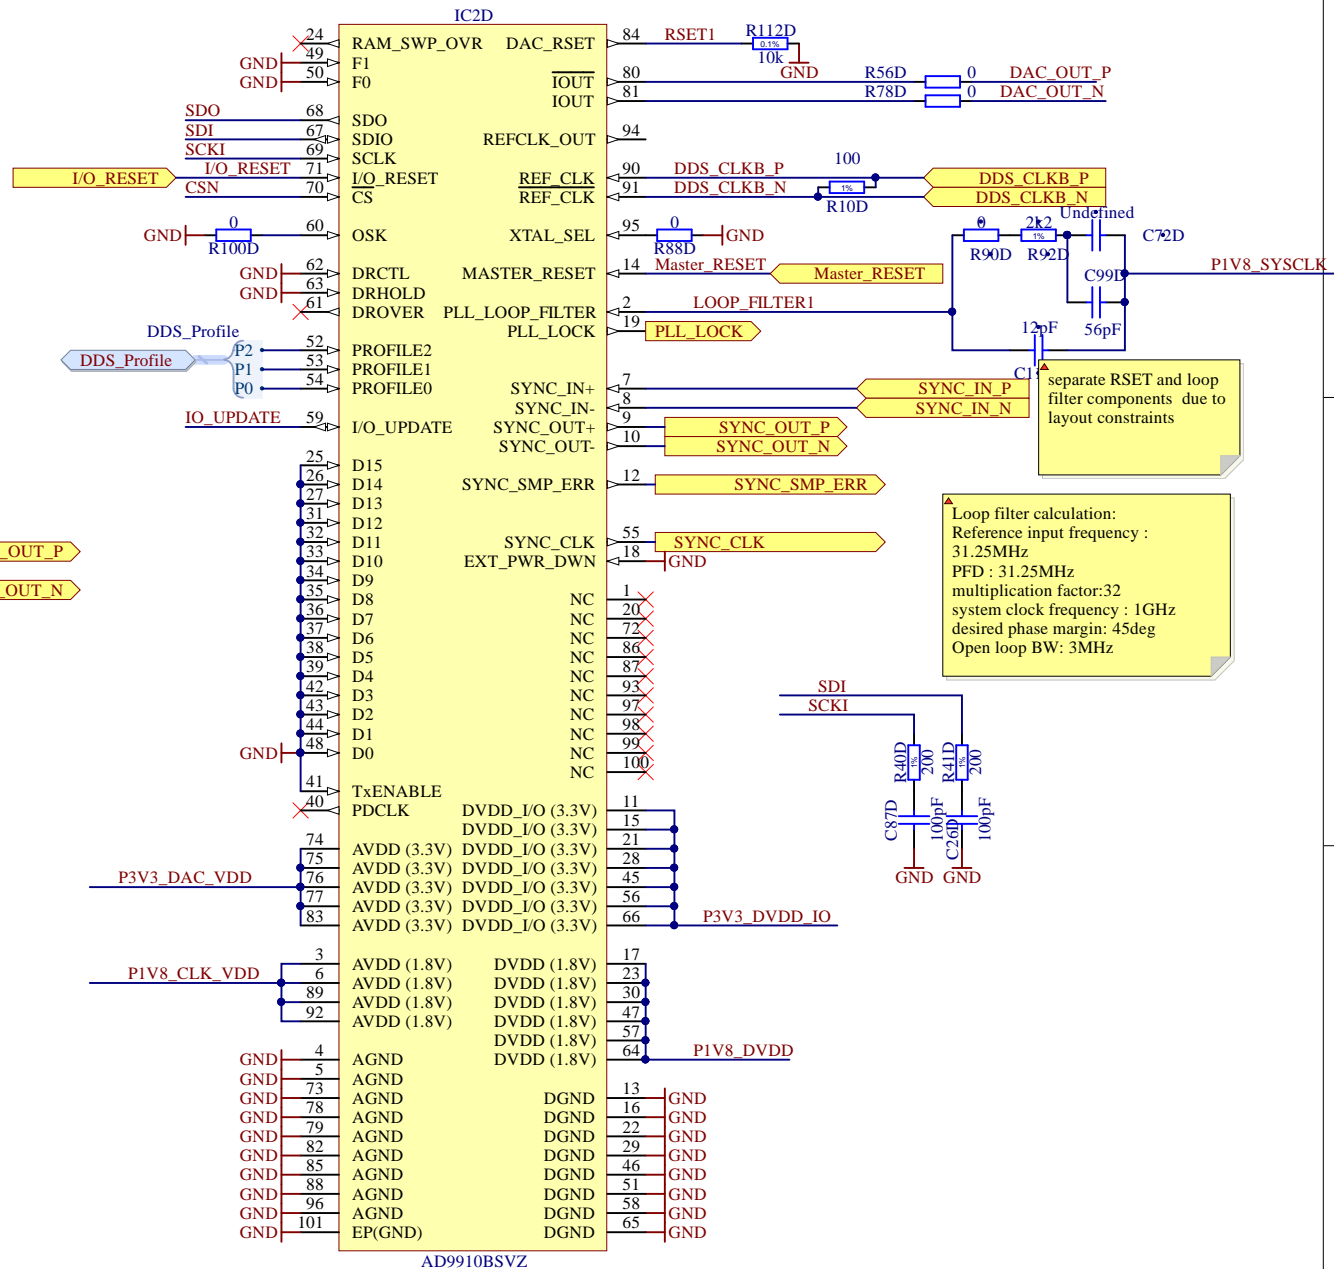 IC2D
24 RAM_SWP_OVR
GND 49 F1
GND 50 F0
SDO 68 SDO
SDI 67 SDIO
SCKI 69 SCLK
I/O_RESET I/O_RESET 71 I/O_RESET
CSN 70 CS
GND 0 R100D 60 OSK
GND 62 DRCTL
GND 63 DRHOLD
61 DROVER
DDS_Profile
DDS_Profile
P2 52 PROFILE2
P1 53 PROFILE1
P0 54 PROFILE0
IO_UPDATE 59 I/O_UPDATE
25 D15
26 D14
27 D13
31 D12
32 D11
33 D10
34 D9
35 D8
36 D7
37 D6
38 D5
39 D4
42 D3
43 D2
44 D1
GND 48 D0
41 TxENABLE
40 PDCLK
74 AVDD (3.3V)
75 AVDD (3.3V)
P3V3_DAC_VDD 76 AVDD (3.3V)
77 AVDD (3.3V)
83 AVDD (3.3V)
3 AVDD (1.8V)
P1V8_CLK_VDD 6 AVDD (1.8V)
89 AVDD (1.8V)
92 AVDD (1.8V)
GND 4 AGND
GND 5 AGND
GND 73 AGND
GND 78 AGND
GND 79 AGND
GND 82 AGND
GND 85 AGND
GND 88 AGND
GND 96 AGND
GND 101 EP(GND)
AD9910BSVZ
DAC_RSET 84 RSET1 R112D 0.1% 10k GND
IOUT 80 R56D 0 DAC_OUT_P
IOUT 81 R78D 0 DAC_OUT_N
REFCLK_OUT 94
REF_CLK 90 DDS_CLKB_P DDS_CLKB_P
REF_CLK 91 DDS_CLKB_N DDS_CLKB_N
100 1% R10D
XTAL_SEL 95 0 R88D GND
MASTER_RESET 14 Master_RESET Master_RESET
PLL_LOOP_FILTER 2 LOOP_FILTER1
PLL_LOCK 19 PLL_LOCK
0 R90D
2k2 1% R92D
Undefined C72D
C99D 56pF
12pF
P1V8_SYSCLK
SYNC_IN+ 7 SYNC_IN_P
SYNC_IN- 8 SYNC_IN_N
SYNC_OUT+ 9 SYNC_OUT_P
SYNC_OUT- 10 SYNC_OUT_N
SYNC_SMP_ERR 12 SYNC_SMP_ERR
SYNC_CLK 55 SYNC_CLK
EXT_PWR_DWN 18 GND
NC 1
NC 20
NC 72
NC 86
NC 87
NC 93
NC 97
NC 98
NC 99
NC 100
DVDD_I/O (3.3V) 11
DVDD_I/O (3.3V) 15
DVDD_I/O (3.3V) 21
DVDD_I/O (3.3V) 28
DVDD_I/O (3.3V) 45
DVDD_I/O (3.3V) 56
DVDD_I/O (3.3V) 66 P3V3_DVDD_IO
DVDD (1.8V) 17
DVDD (1.8V) 23
DVDD (1.8V) 30
DVDD (1.8V) 47
DVDD (1.8V) 57
DVDD (1.8V) 64 P1V8_DVDD
DGND 13 GND
DGND 16 GND
DGND 22 GND
DGND 29 GND
DGND 46 GND
DGND 51 GND
DGND 58 GND
DGND 65 GND
separate RSET and loop
filter components due to
layout constraints
Loop filter calculation:
Reference input frequency :
31.25MHz
PFD : 31.25MHz
multiplication factor:32
system clock frequency : 1GHz
desired phase margin: 45deg
Open loop BW: 3MHz
SDI
SCKI
R40D 1% 200
R41D 1% 200
C87D 100pF
C26D 100pF
GND GND
_OUT_P
_OUT_N